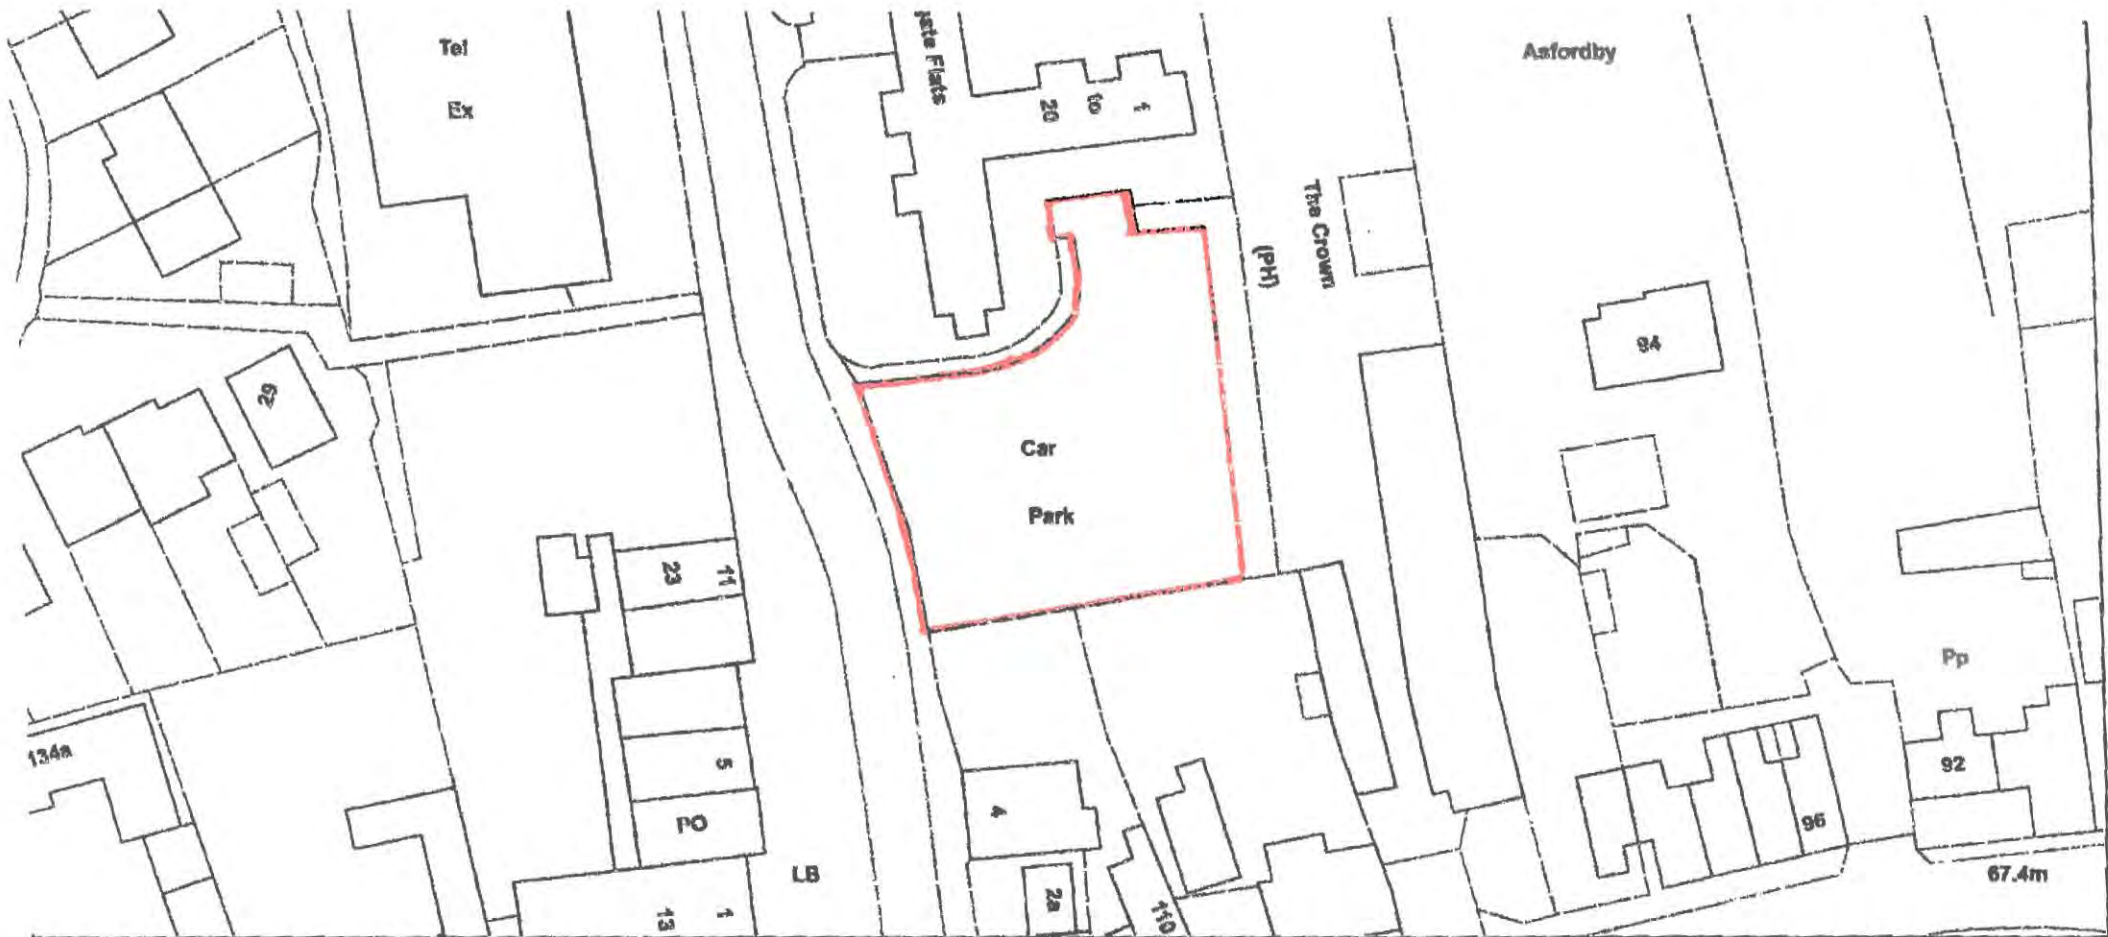 Tel
Ex
Flats
20
to
1
Asfordby
The Crown
(PH)
94
29
Car
Park
23
11
134a
5
PO
4
LB
2a
13
1
110
Pp
92
96
67.4m